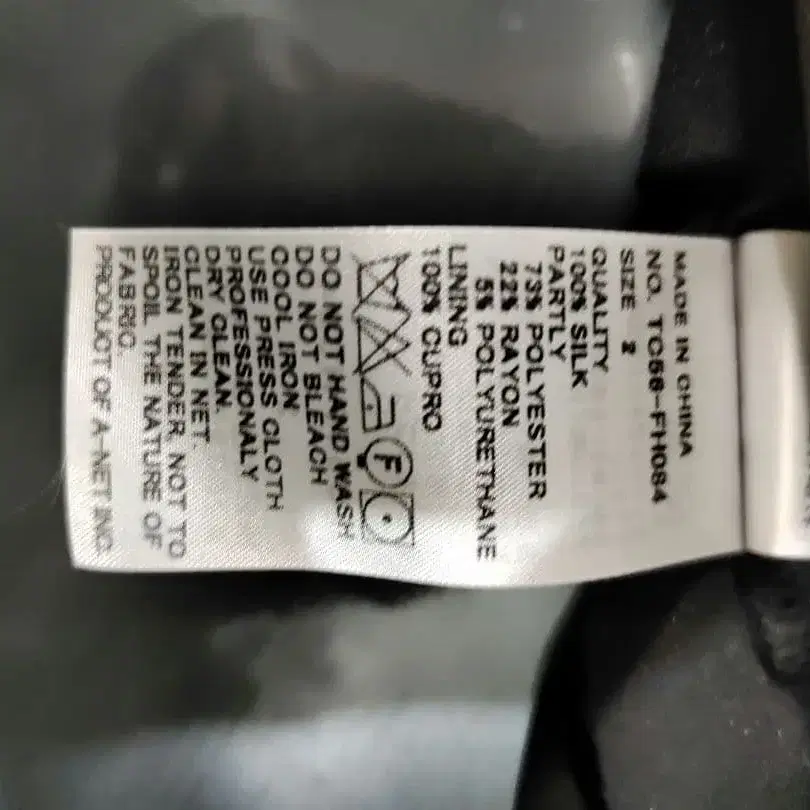 MADE IN CHINA
NO. TC56-FH084
SIZE 2
QUALITY
100% SILK
PARTLY
73% POLYESTER
22% RAYON
5% POLYURETHANE
LINING
100% CUPRO
F
DO NOT HAND WASH
DO NOT BLEACH
COOL IRON
USE PRESS CLOTH
PROFESSIONALY
DRY CLEAN.
CLEAN IN NET.
IRON TENDER NOT TO
SPOIL THE NATURE OF
FABRIC.
PRODUCT OF A-NET INC.